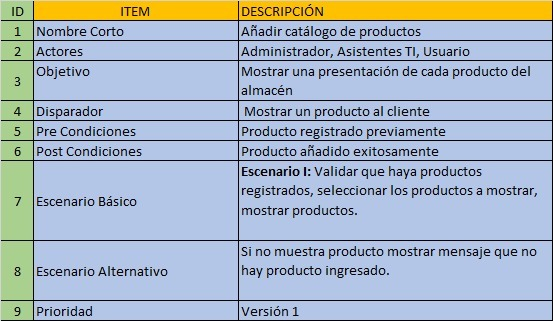 ID ITEM DESCRIPCIÓN
1 Nombre Corto Añadir catálogo de productos
2 Actores Administrador, Asistentes TI, Usuario
3 Objetivo Mostrar una presentación de cada producto del
almacén
4 Disparador Mostrar un producto al cliente
5 Pre Condiciones Producto registrado previamente
6 Post Condiciones Producto añadido exitosamente
7 Escenario Básico Escenario I: Validar que haya productos
registrados, seleccionar los productos a mostrar,
mostrar productos.
8 Escenario Alternativo Si no muestra producto mostrar mensaje que no
hay producto ingresado.
9 Prioridad Versión 1